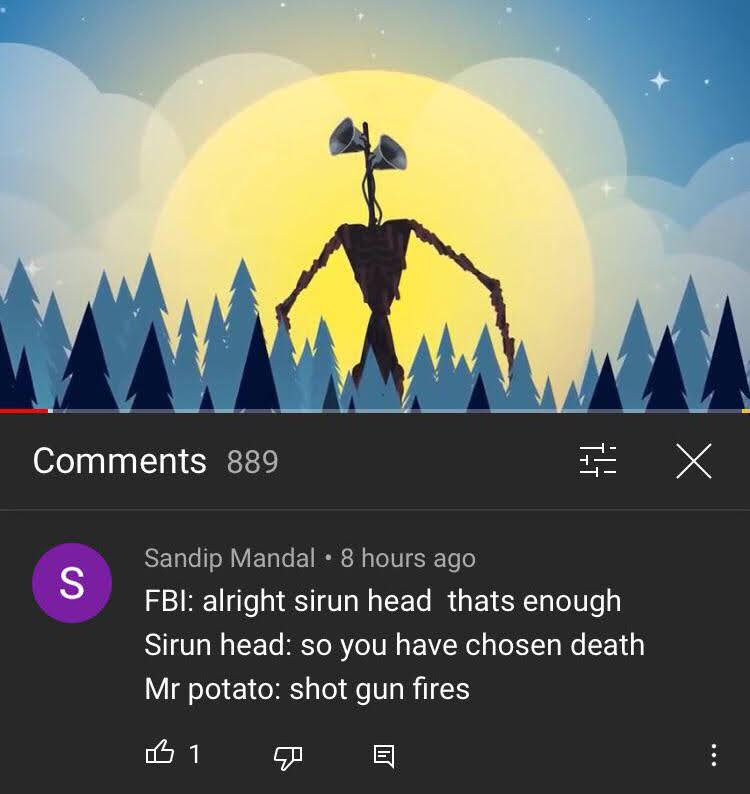 Comments 889
S
Sandip Mandal • 8 hours ago
FBI: alright sirun head  thats enough
Sirun head: so you have chosen death
Mr potato: shot gun fires
1